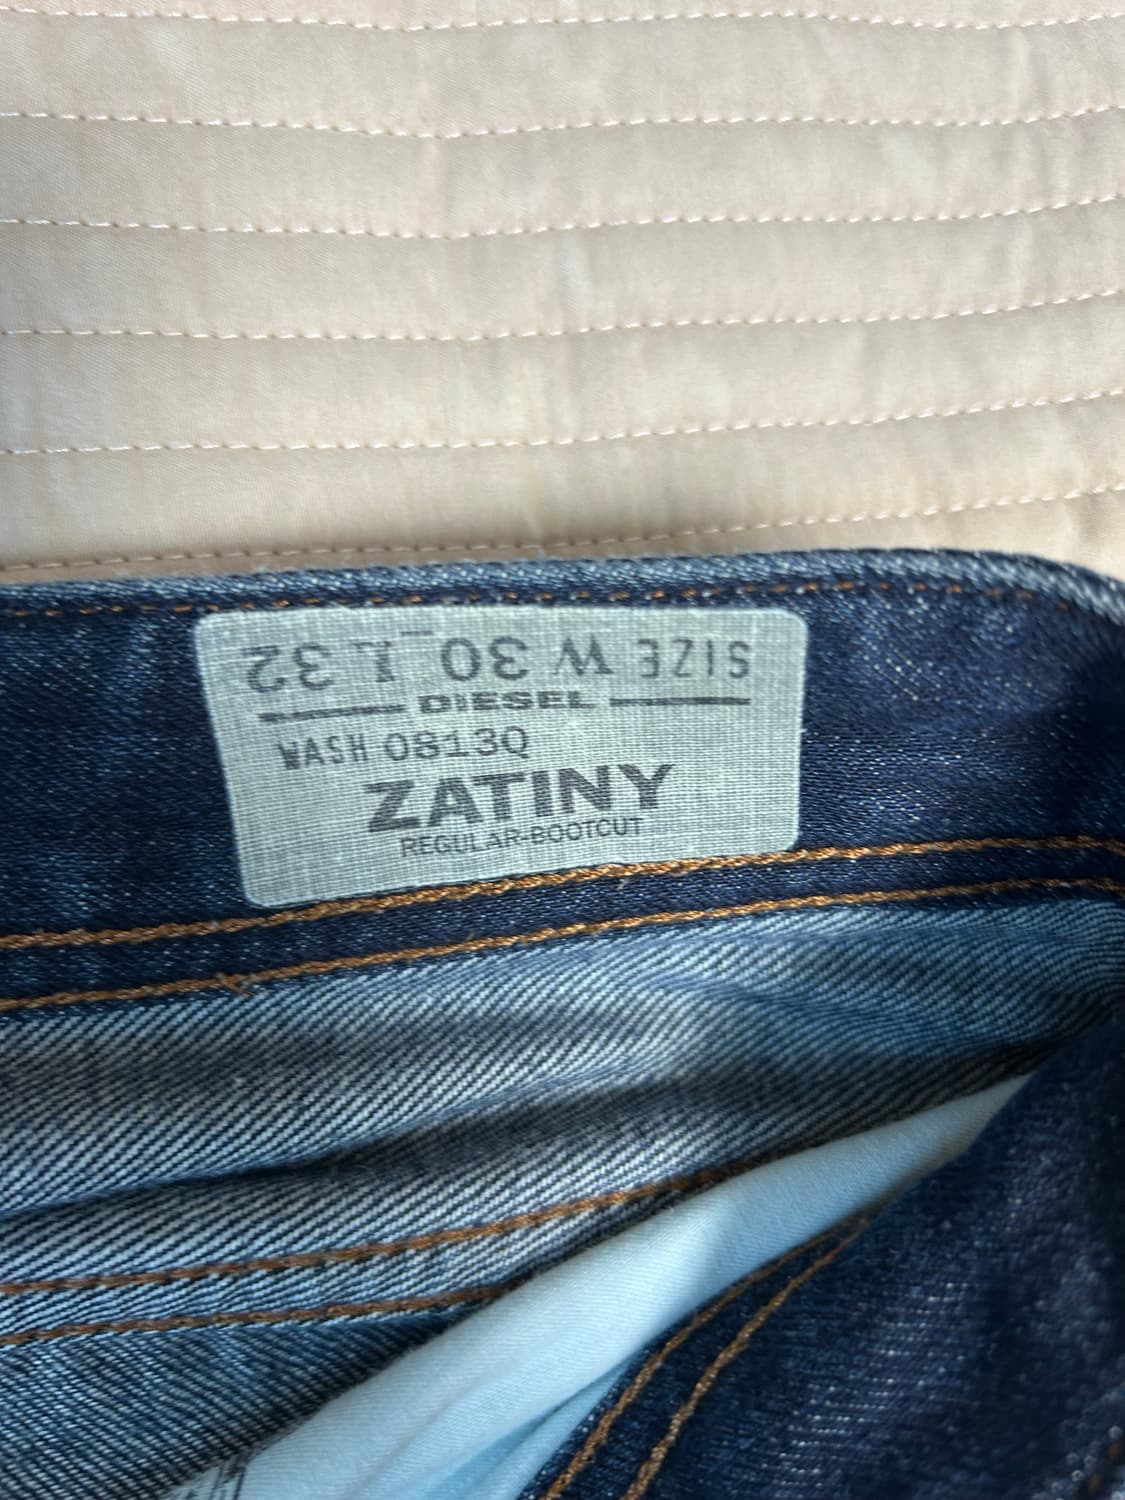 SIZE W 30 L 32
DIESEL
WASH 0813Q
ZATINY
REGULAR-BOOTCUT